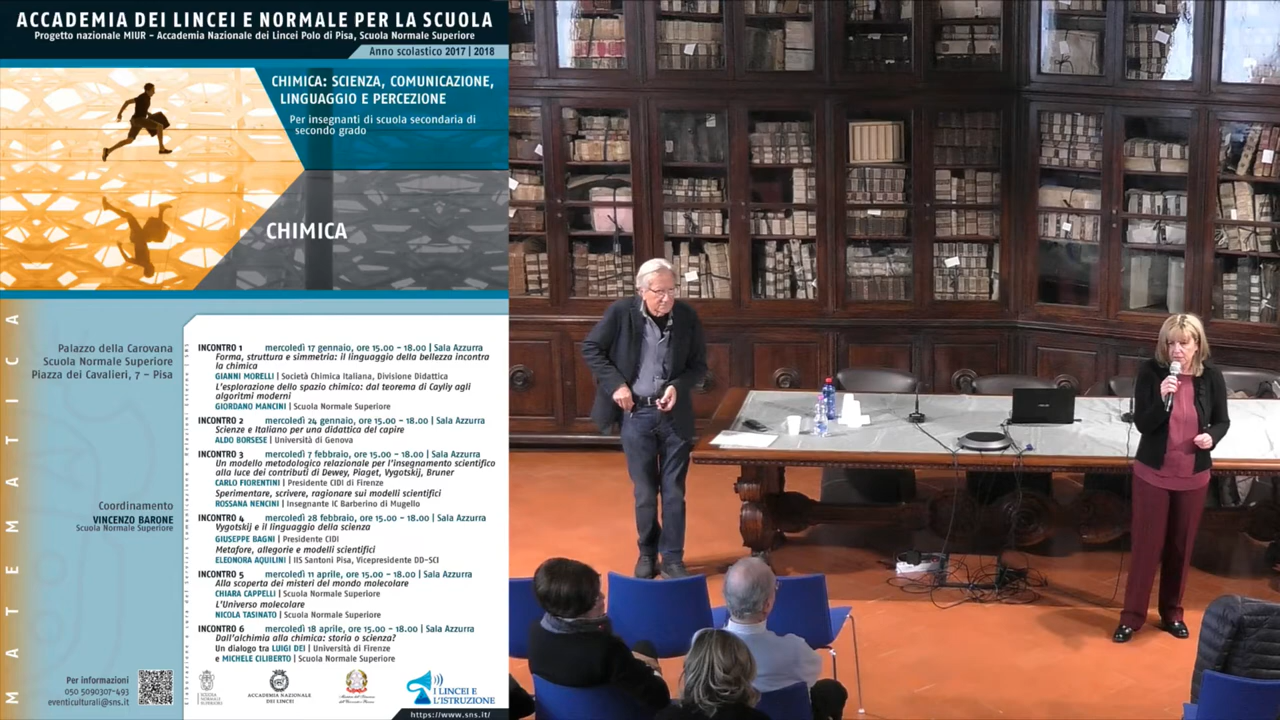 ACCADEMIA DEI LINCEI E NORMALE PER LA SCUOLA
Progetto nazionale MIUR - Accademia Nazionale dei Lincei Polo di Pisa, Scuola Normale Superiore
Anno scolastico 2017 | 2018
CHIMICA: SCIENZA, COMUNICAZIONE,
LINGUAGGIO E PERCEZIONE
Per insegnanti di scuola secondaria di
secondo grado
CHIMICA
MATEMATICA
Palazzo della Carovana
Scuola Normale Superiore
Piazza dei Cavalieri, 7 - Pisa
Coordinamento
VINCENZO BARONE
Scuola Normale Superiore
Per informazioni
050 5090307-493
eventiculturali@sns.it
INCONTRO 1 mercoledì 17 gennaio, ore 15.00 - 18.00 | Sala Azzurra
Forma, struttura e simmetria: il linguaggio della bellezza incontra
la chimica
GIANNI MORELLI | Società Chimica Italiana, Divisione Didattica
L'esplorazione dello spazio chimico: dal teorema di Cayliy agli
algoritmi moderni
GIORDANO MANCINI | Scuola Normale Superiore
INCONTRO 2 mercoledì 24 gennaio, ore 15.00 - 18.00 | Sala Azzurra
Scienze e Italiano per una didattica del capire
ALDO BORSESE | Università di Genova
INCONTRO 3 mercoledì 7 febbraio, ore 15.00 - 18.00 | Sala Azzurra
Un modello metodologico relazionale per l'insegnamento scientifico
alla luce dei contributi di Dewey, Piaget, Vygotskij, Bruner
CARLO FIORENTINI | Presidente CIDI di Firenze
Sperimentare, scrivere, ragionare sui modelli scientifici
ROSSANA NENCINI | Insegnante IC Barberino di Mugello
INCONTRO 4 mercoledì 28 febbraio, ore 15.00 - 18.00 | Sala Azzurra
Vygotskij e il linguaggio della scienza
GIUSEPPE BAGNI | Presidente CIDI
Metafore, allegorie e modelli scientifici
ELEONORA AQUILINI | IIS Santoni Pisa, Vicepresidente DD-SCI
INCONTRO 5 mercoledì 11 aprile, ore 15.00 - 18.00 | Sala Azzurra
Alla scoperta dei misteri del mondo molecolare
CHIARA CAPPELLI | Scuola Normale Superiore
L'Universo molecolare
NICOLA TASINATO | Scuola Normale Superiore
INCONTRO 6 mercoledì 18 aprile, ore 15.00 - 18.00 | Sala Azzurra
Dall'alchimia alla chimica: storia o scienza?
Un dialogo tra LUIGI DEI | Università di Firenze
e MICHELE CILIBERTO | Scuola Normale Superiore
SCUOLA
NORMALE
SUPERIORE
ACCADEMIA NAZIONALE
DEI LINCEI
I LINCEI E
L'ISTRUZIONE
https://www.sns.it/